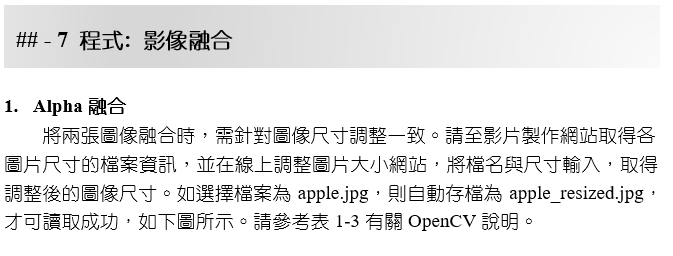 ## - 7 程式: 影像融合
1. Alpha 融合
將兩張圖像融合時，需針對圖像尺寸調整一致。請至影片製作網站取得各
圖片尺寸的檔案資訊，並在線上調整圖片大小網站，將檔名與尺寸輸入，取得
調整後的圖像尺寸。如選擇檔案為 apple.jpg，則自動存檔為 apple_resized.jpg，
才可讀取成功，如下圖所示。請參考表 1-3 有關 OpenCV 說明。